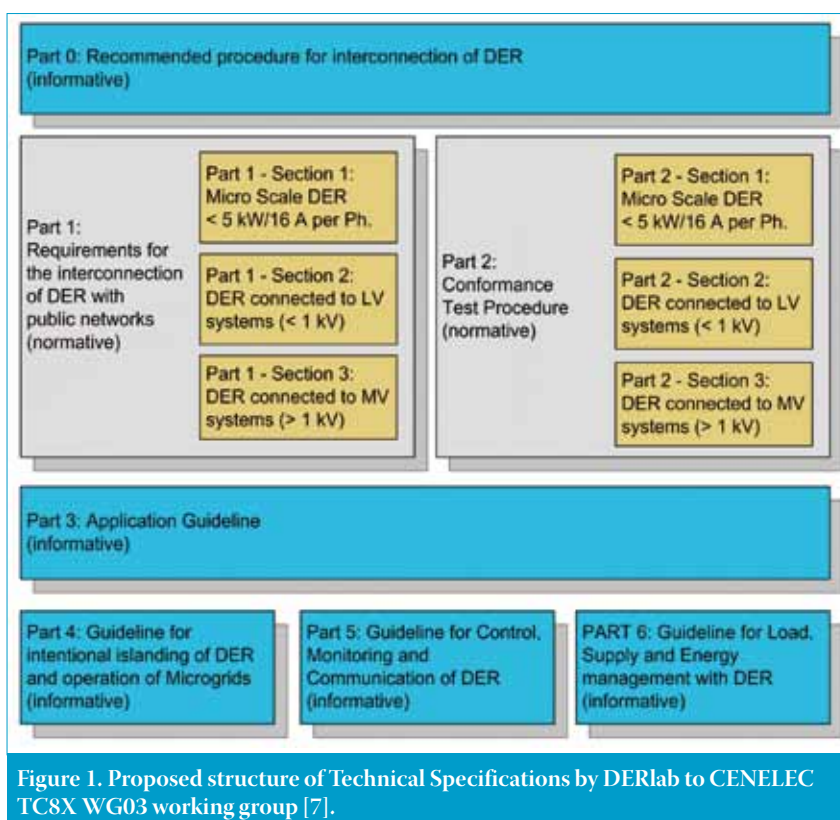 Part 0: Recommended procedure for interconnection of DER
(informative)
Part 1:
Requirements for
the interconnection
of DER with
public networks
(normative)
Part 1 - Section 1:
Micro Scale DER
< 5 kW/16 A per Ph.
Part 1 - Section 2:
DER connected to LV
systems (< 1 kV)
Part 1 - Section 3:
DER connected to MV
systems (> 1 kV)
Part 2:
Conformance
Test Procedure
(normative)
Part 2 - Section 1:
Micro Scale DER
< 5 kW/16 A per Ph.
Part 2 - Section 2:
DER connected to LV
systems (< 1 kV)
Part 2 - Section 3:
DER connected to MV
systems (> 1 kV)
Part 3: Application Guideline
(informative)
Part 4: Guideline for
intentional islanding of DER
and operation of Microgrids
(informative)
Part 5: Guideline for Control,
Monitoring and
Communication of DER
(informative)
PART 6: Guideline for Load,
Supply and Energy
management with DER
(informative)
Figure 1. Proposed structure of Technical Specifications by DERlab to CENELEC
TC8X WG03 working group [7].